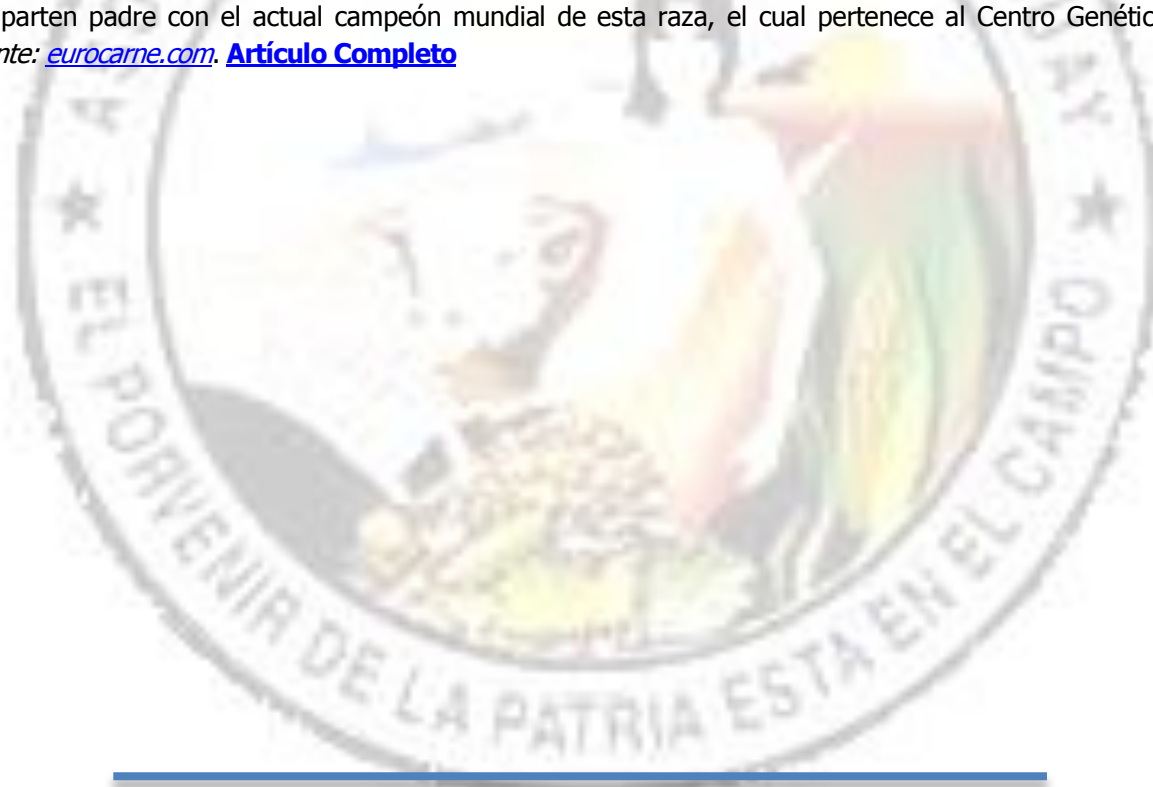 parten padre con el actual campeón mundial de esta raza, el cual pertenece al Centro Genétic
nte: eurocarne.com. Artículo Completo
★ EL PORVENIR DE LA PATRIA ESTA EN EL CAMPO ★